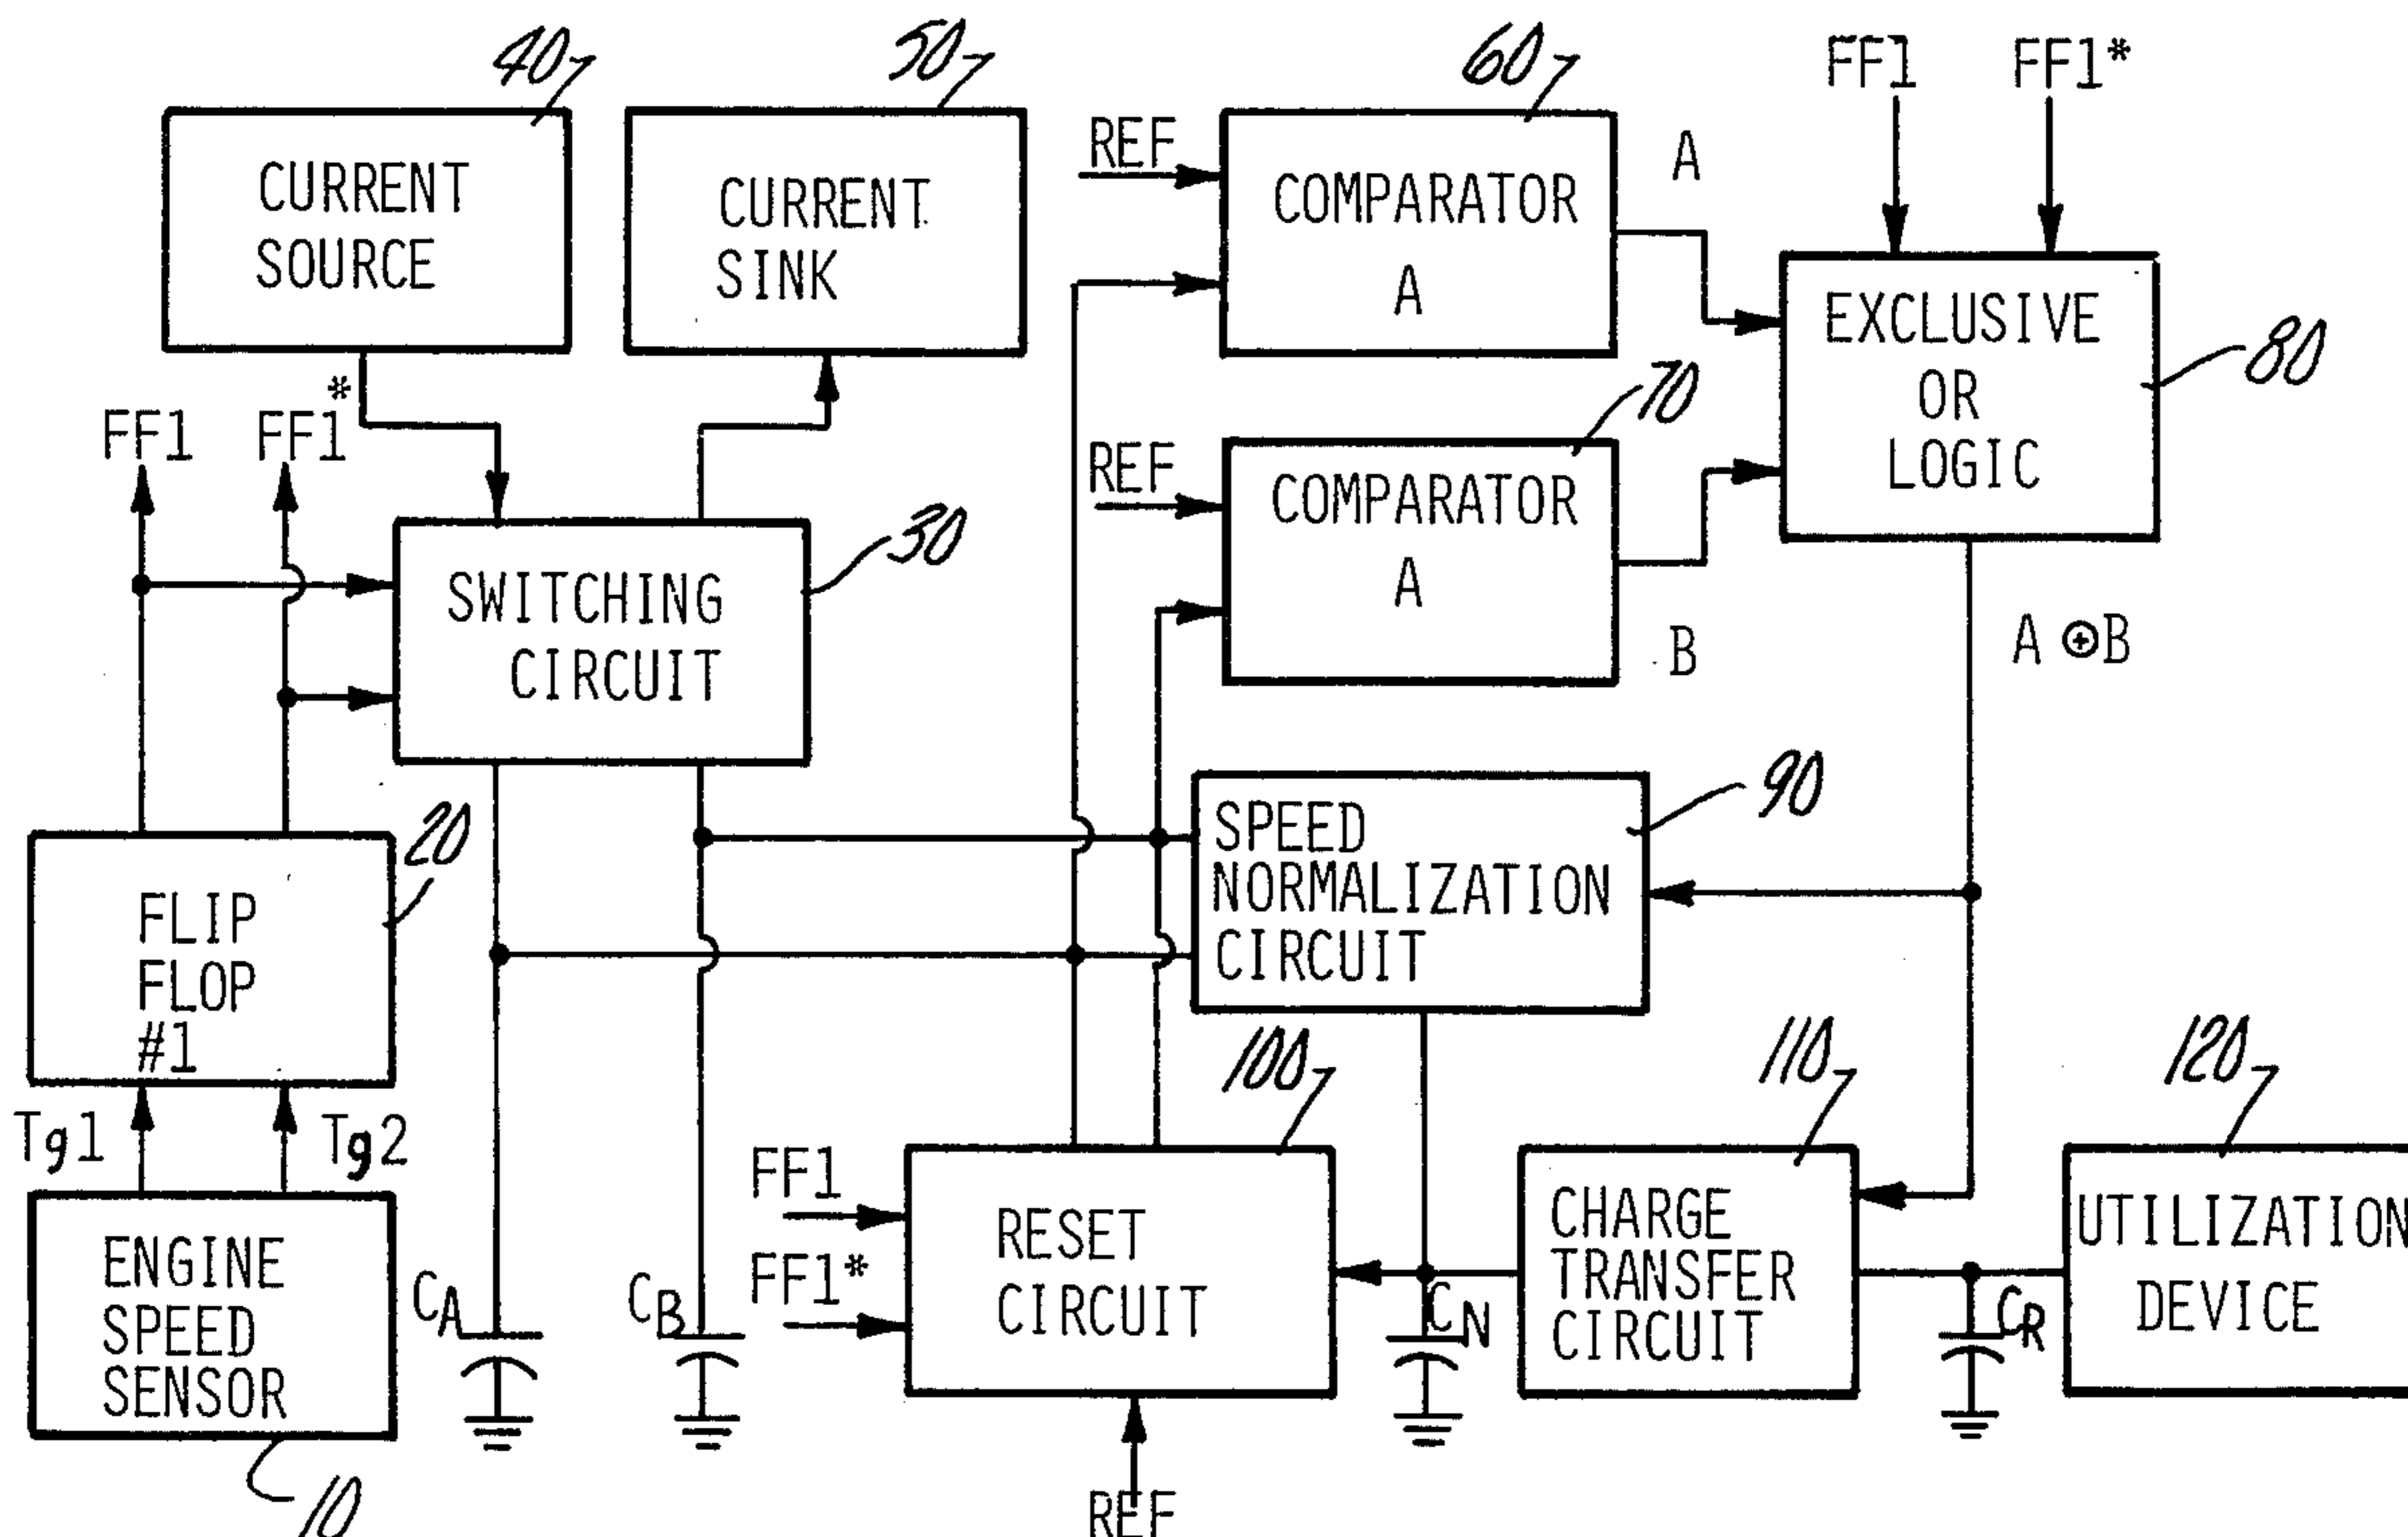 40
50
60
FF1
FF1*
CURRENT
SOURCE
CURRENT
SINK
REF
COMPARATOR
A
A
EXCLUSIVE
OR
LOGIC
80
FF1
FF1*
REF
70
COMPARATOR
A
B
A ⊕ B
SWITCHING
CIRCUIT
30
SPEED
NORMALIZATION
CIRCUIT
90
20
FLIP
FLOP
#1
Tg1
Tg2
ENGINE
SPEED
SENSOR
10
CA
CB
100
FF1
FF1*
RESET
CIRCUIT
REF
CN
110
CHARGE
TRANSFER
CIRCUIT
CR
120
UTILIZATION
DEVICE